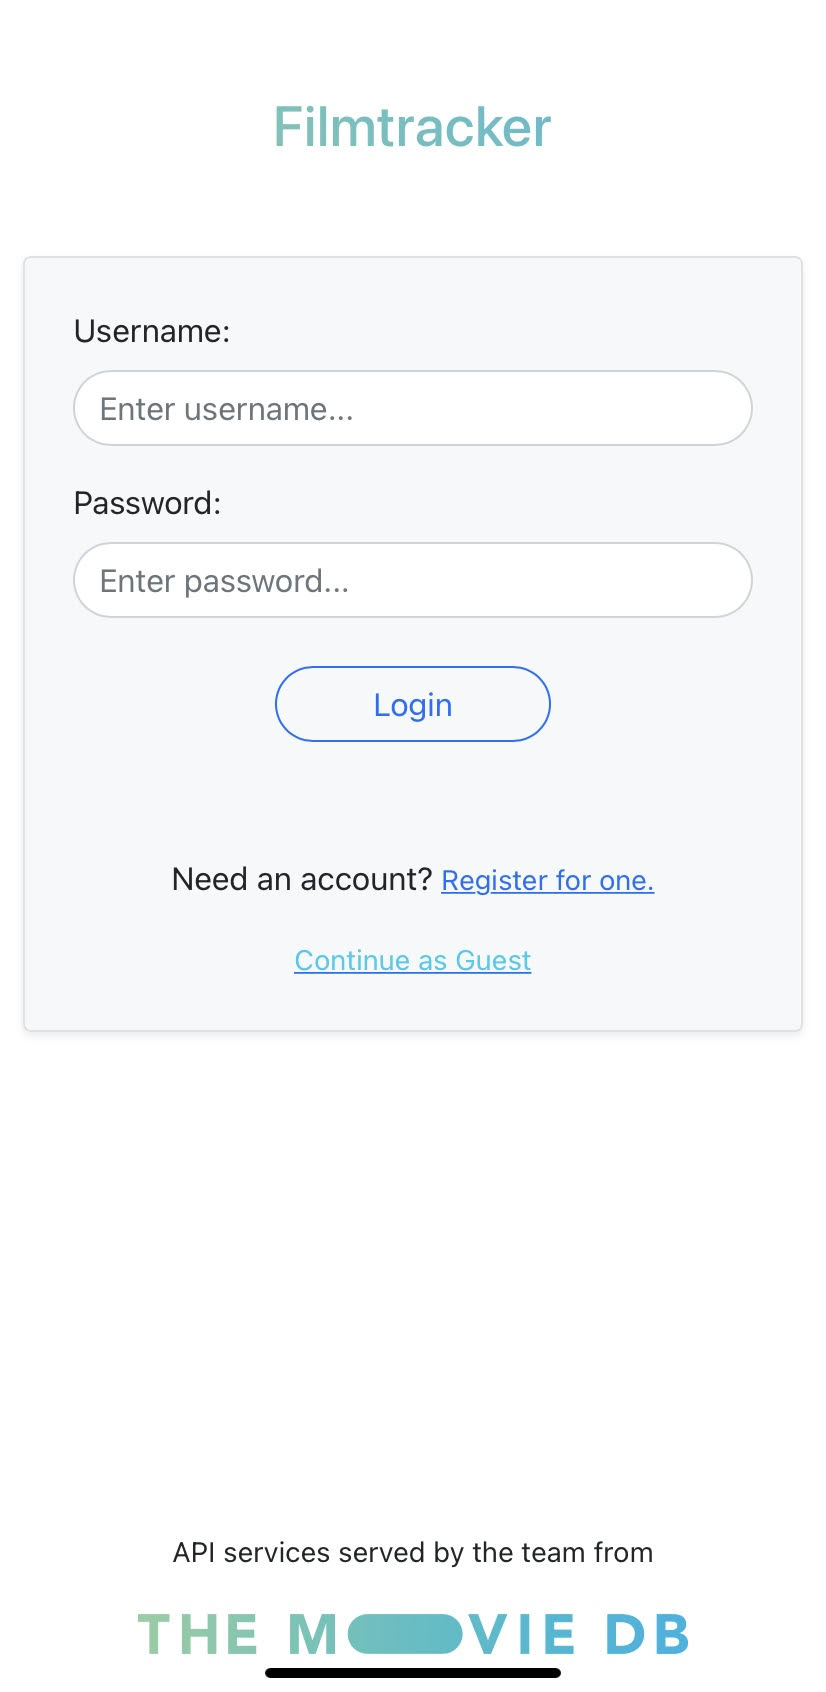 Filmtracker
Username:
Enter username...
Password:
Enter password...
Login
Need an account? Register for one.
Continue as Guest
API services served by the team from
THE MOVIE DB